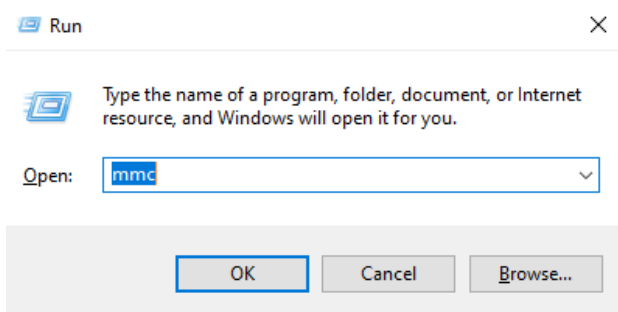 Run
Type the name of a program, folder, document, or Internet
resource, and Windows will open it for you.
Open: mmc
OK Cancel Browse...